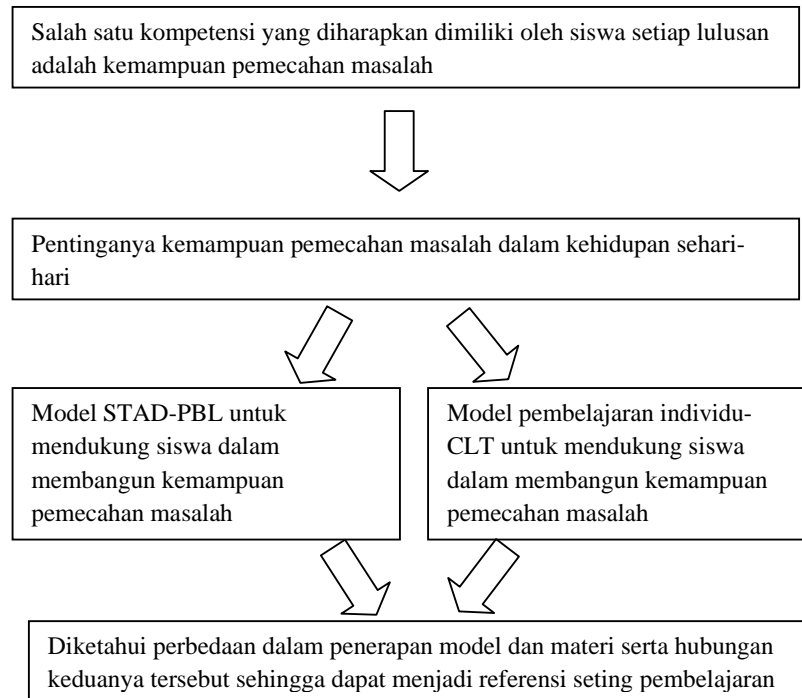 Salah satu kompetensi yang diharapkan dimiliki oleh siswa setiap lulusan
adalah kemampuan pemecahan masalah
Pentinganya kemampuan pemecahan masalah dalam kehidupan sehari-
hari
Model STAD-PBL untuk
mendukung siswa dalam
membangun kemampuan
pemecahan masalah
Model pembelajaran individu-
CLT untuk mendukung siswa
dalam membangun kemampuan
pemecahan masalah
Diketahui perbedaan dalam penerapan model dan materi serta hubungan
keduanya tersebut sehingga dapat menjadi referensi seting pembelajaran